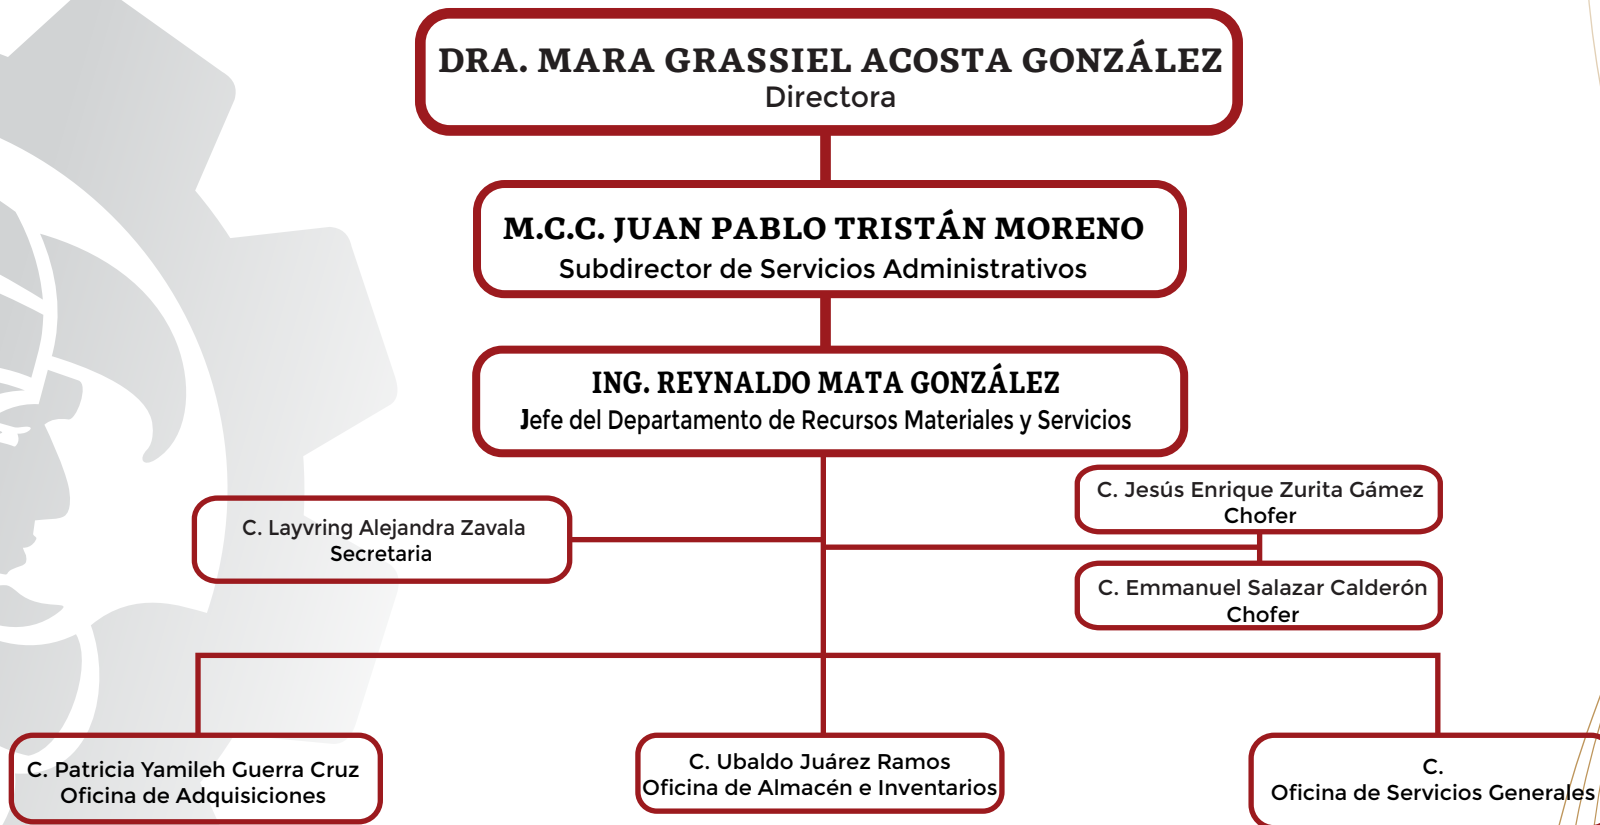 DRA. MARA GRASSIEL ACOSTA GONZÁLEZ
Directora
M.C.C. JUAN PABLO TRISTÁN MORENO
Subdirector de Servicios Administrativos
ING. REYNALDO MATA GONZÁLEZ
Jefe del Departamento de Recursos Materiales y Servicios
C. Layvring Alejandra Zavala
Secretaria
C. Jesús Enrique Zurita Gámez
Chofer
C. Emmanuel Salazar Calderón
Chofer
C. Patricia Yamileh Guerra Cruz
Oficina de Adquisiciones
C. Ubaldo Juárez Ramos
Oficina de Almacén e Inventarios
C.
Oficina de Servicios Generales